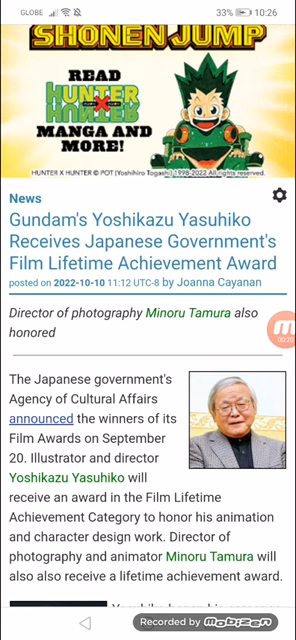 GLOBE 33% 10:26
SHONEN JUMP
READ
HUNTER
HUNTER
MANGA AND
MORE!
HUNTER X HUNTER © POT (Yoshihiro Togashi) 1998-2022 All rights reserved.
News
Gundam's Yoshikazu Yasuhiko
Receives Japanese Government's
Film Lifetime Achievement Award
posted on 2022-10-10 11:12 UTC-8 by Joanna Cayanan
Director of photography Minoru Tamura also
honored
00:20
The Japanese government's
Agency of Cultural Affairs
announced the winners of its
Film Awards on September
20. Illustrator and director
Yoshikazu Yasuhiko will
receive an award in the Film Lifetime
Achievement Category to honor his animation
and character design work. Director of
photography and animator Minoru Tamura will
also also receive a lifetime achievement award.
Recorded by mobizen